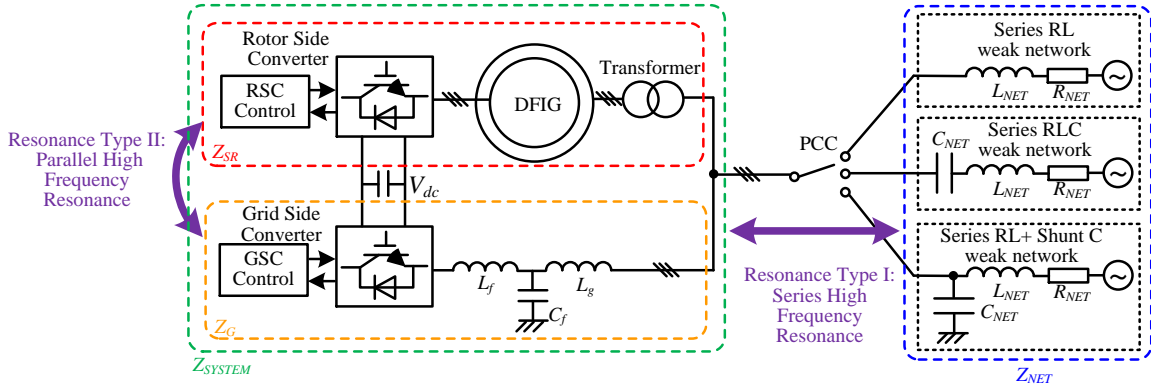 Rotor Side
Converter
RSC
Control
DFIG
Transformer
Z_SR
Resonance Type II:
Parallel High
Frequency
Resonance
V_dc
Grid Side
Converter
GSC
Control
L_f
L_g
C_f
Z_G
Z_SYSTEM
PCC
Resonance Type I:
Series High
Frequency
Resonance
Series RL
weak network
L_NET
R_NET
C_NET
Series RLC
weak network
L_NET
R_NET
Series RL+ Shunt C
weak network
L_NET
R_NET
C_NET
Z_NET